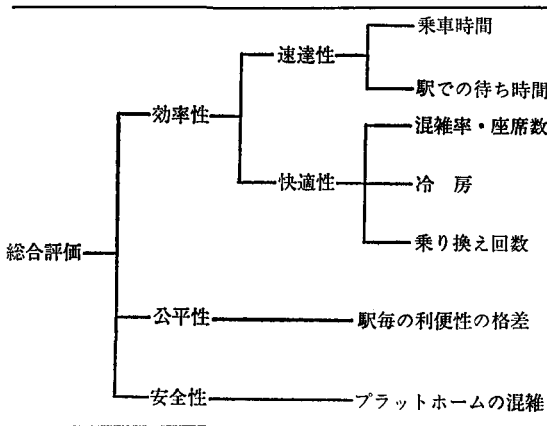 乗車時間
速達性
駅での待ち時間
効率性
混雑率・座席数
快適性
冷　房
乗り換え回数
総合評価
公平性
駅毎の利便性の格差
安全性
プラットホームの混雑